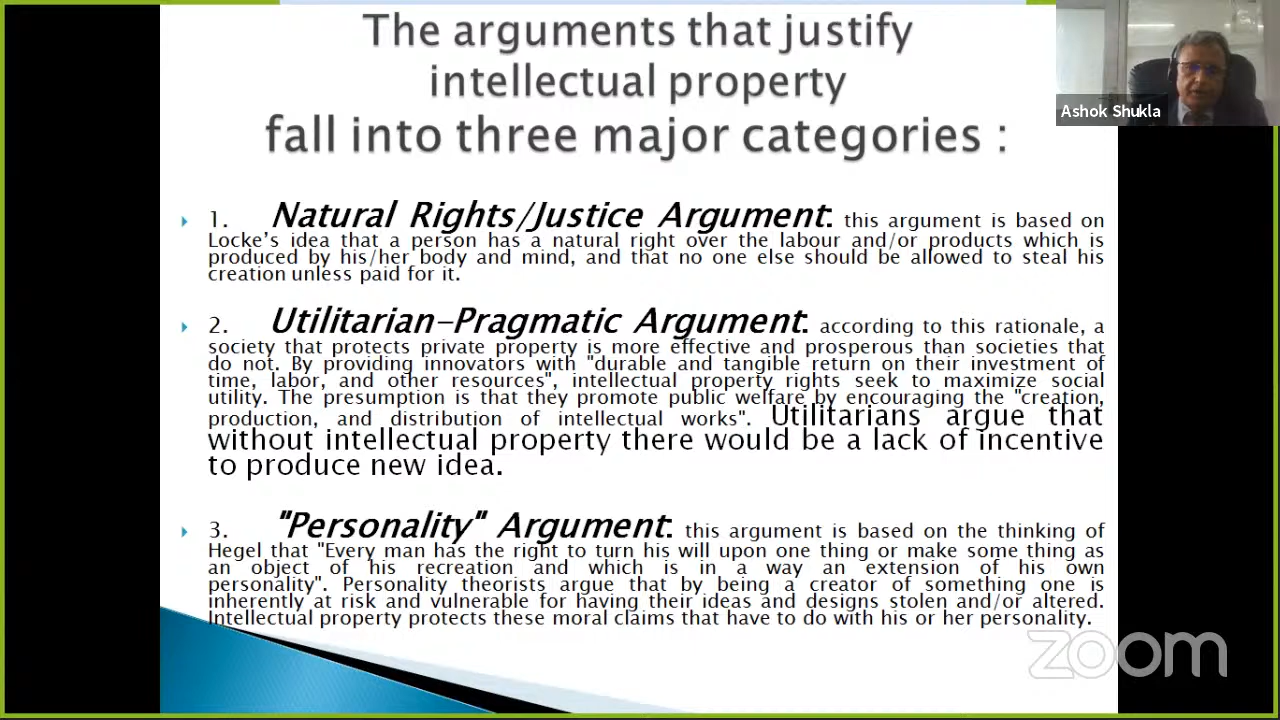 The arguments that justify
intellectual property
fall into three major categories :
Ashok Shukla
1. Natural Rights/Justice Argument: this argument is based on
Locke's idea that a person has a natural right over the labour and/or products which is
produced by his/her body and mind, and that no one else should be allowed to steal his
creation unless paid for it.
2. Utilitarian-Pragmatic Argument: according to this rationale, a
society that protects private property is more effective and prosperous than societies that
do not. By providing innovators with "durable and tangible return on their investment of
time, labor, and other resources", intellectual property rights seek to maximize social
utility. The presumption is that they promote public welfare by encouraging the "creation,
production, and distribution of intellectual works". Utilitarians argue that
without intellectual property there would be a lack of incentive
to produce new idea.
3. "Personality" Argument: this argument is based on the thinking of
Hegel that "Every man has the right to turn his will upon one thing or make some thing as
an object of his recreation and which is in a way an extension of his own
personality". Personality theorists argue that by being a creator of something one is
inherently at risk and vulnerable for having their ideas and designs stolen and/or altered.
Intellectual property protects these moral claims that have to do with his or her personality.
zoom